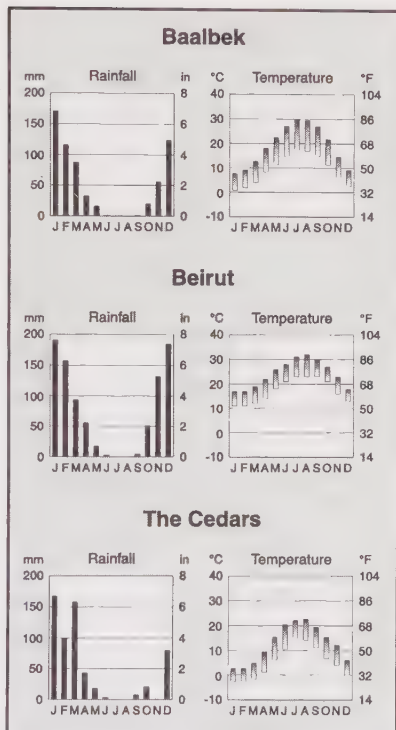 Baalbek
mm Rainfall in °C Temperature °F
200 8 40 104
150 6 30 86
20 68
100 4
10 50
50 2 0 32
0 0 -10 14
J F M A M J J A S O N D J F M A M J J A S O N D
Beirut
mm Rainfall in °C Temperature °F
200 8 40 104
150 6 30 86
20 68
100 4
10 50
50 2 0 32
0 0 -10 14
J F M A M J J A S O N D J F M A M J J A S O N D
The Cedars
mm Rainfall in °C Temperature °F
200 8 40 104
150 6 30 86
20 68
100 4
10 50
50 2 0 32
0 0 -10 14
J F M A M J J A S O N D J F M A M J J A S O N D